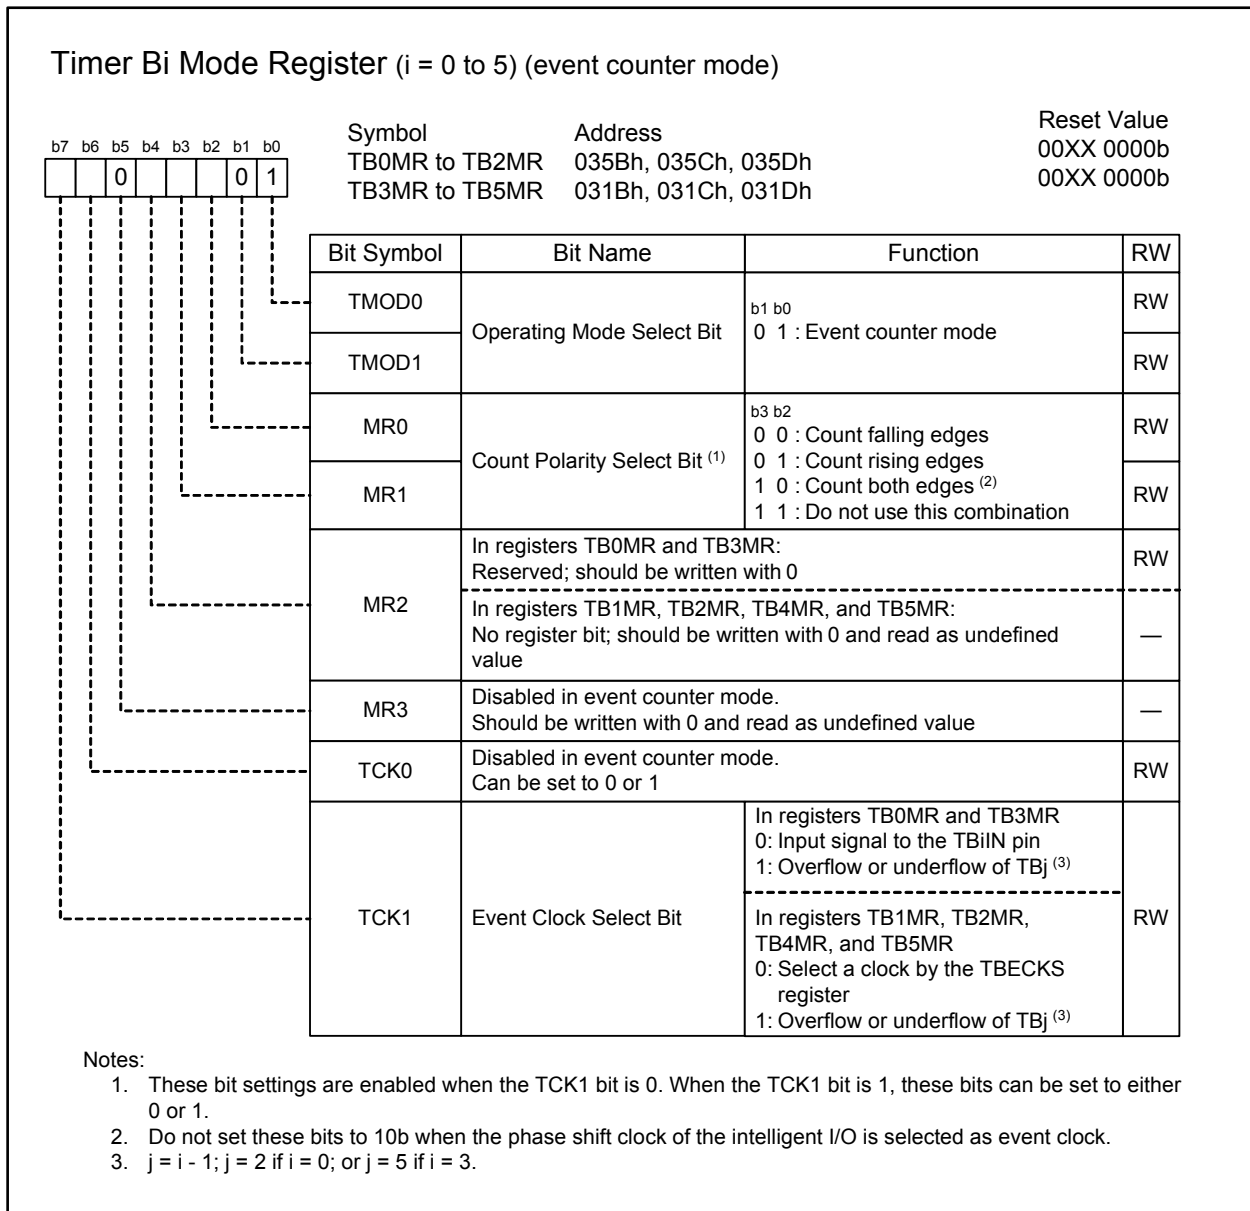 Timer Bi Mode Register (i = 0 to 5) (event counter mode)
b7 b6 b5 b4 b3 b2 b1 b0
0 0 1
Symbol Address Reset Value
TB0MR to TB2MR 035Bh, 035Ch, 035Dh 00XX 0000b
TB3MR to TB5MR 031Bh, 031Ch, 031Dh 00XX 0000b
Bit Symbol Bit Name Function RW
TMOD0 RW
Operating Mode Select Bit
b1 b0
0 1 : Event counter mode
TMOD1 RW
MR0 RW
Count Polarity Select Bit (1)
b3 b2
0 0 : Count falling edges
0 1 : Count rising edges
1 0 : Count both edges (2)
1 1 : Do not use this combination
MR1 RW
MR2
In registers TB0MR and TB3MR:
Reserved; should be written with 0
RW
In registers TB1MR, TB2MR, TB4MR, and TB5MR:
No register bit; should be written with 0 and read as undefined
value
—
MR3
Disabled in event counter mode.
Should be written with 0 and read as undefined value
—
TCK0
Disabled in event counter mode.
Can be set to 0 or 1
RW
TCK1
Event Clock Select Bit
In registers TB0MR and TB3MR
0: Input signal to the TBiIN pin
1: Overflow or underflow of TBj (3)
In registers TB1MR, TB2MR,
TB4MR, and TB5MR
0: Select a clock by the TBECKS
register
1: Overflow or underflow of TBj (3)
RW
Notes:
1. These bit settings are enabled when the TCK1 bit is 0. When the TCK1 bit is 1, these bits can be set to either
0 or 1.
2. Do not set these bits to 10b when the phase shift clock of the intelligent I/O is selected as event clock.
3. j = i - 1; j = 2 if i = 0; or j = 5 if i = 3.